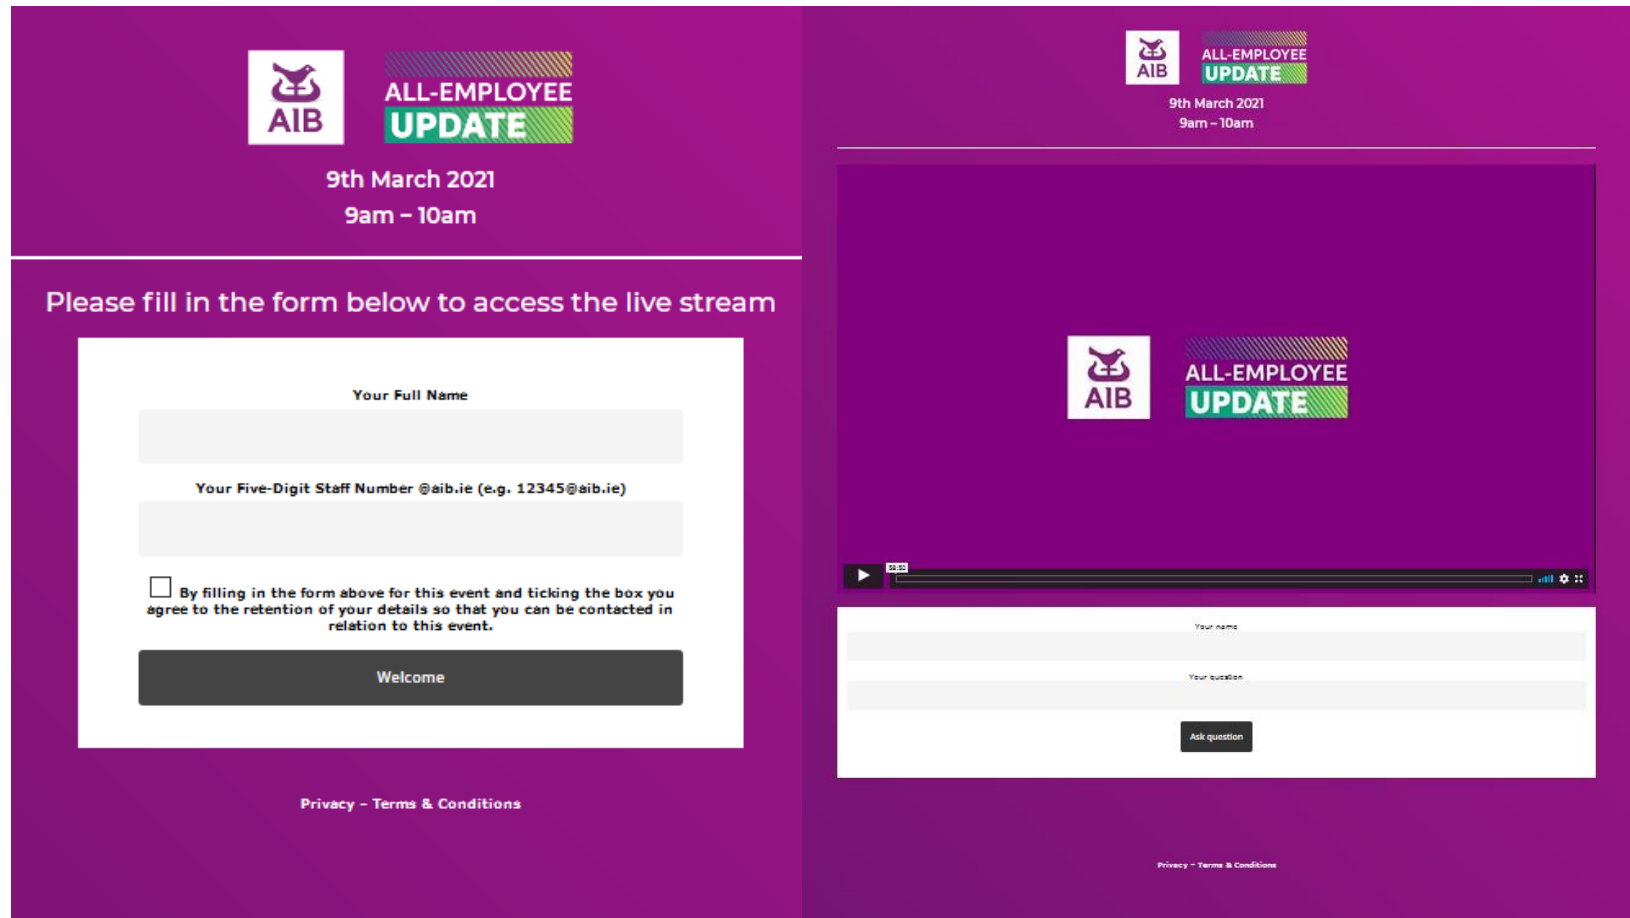 AIB
ALL-EMPLOYEE
UPDATE
9th March 2021
9am – 10am
Please fill in the form below to access the live stream
Your Full Name
Your Five-Digit Staff Number @aib.ie (e.g. 12345@aib.ie)
By filling in the form above for this event and ticking the box you
agree to the retention of your details so that you can be contacted in
relation to this event.
Welcome
Privacy – Terms & Conditions
AIB
ALL-EMPLOYEE
UPDATE
9th March 2021
9am – 10am
AIB
ALL-EMPLOYEE
UPDATE
Your name
Your question
Ask question
Privacy – Terms & Conditions